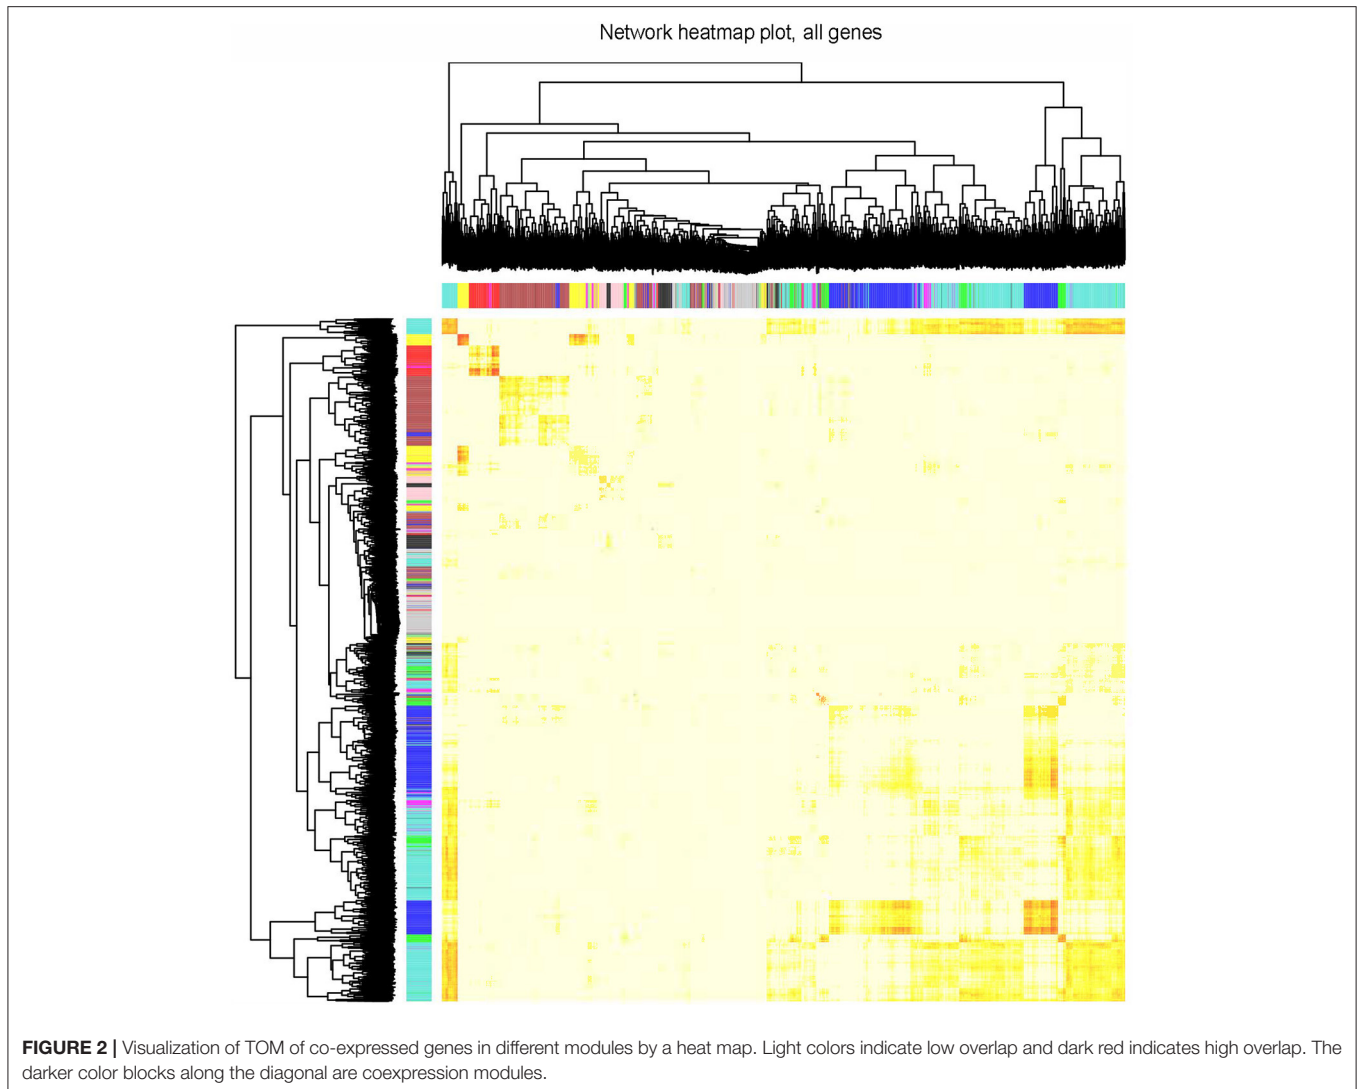 Network heatmap plot, all genes
FIGURE 2 | Visualization of TOM of co-expressed genes in different modules by a heat map. Light colors indicate low overlap and dark red indicates high overlap. The
darker color blocks along the diagonal are coexpression modules.